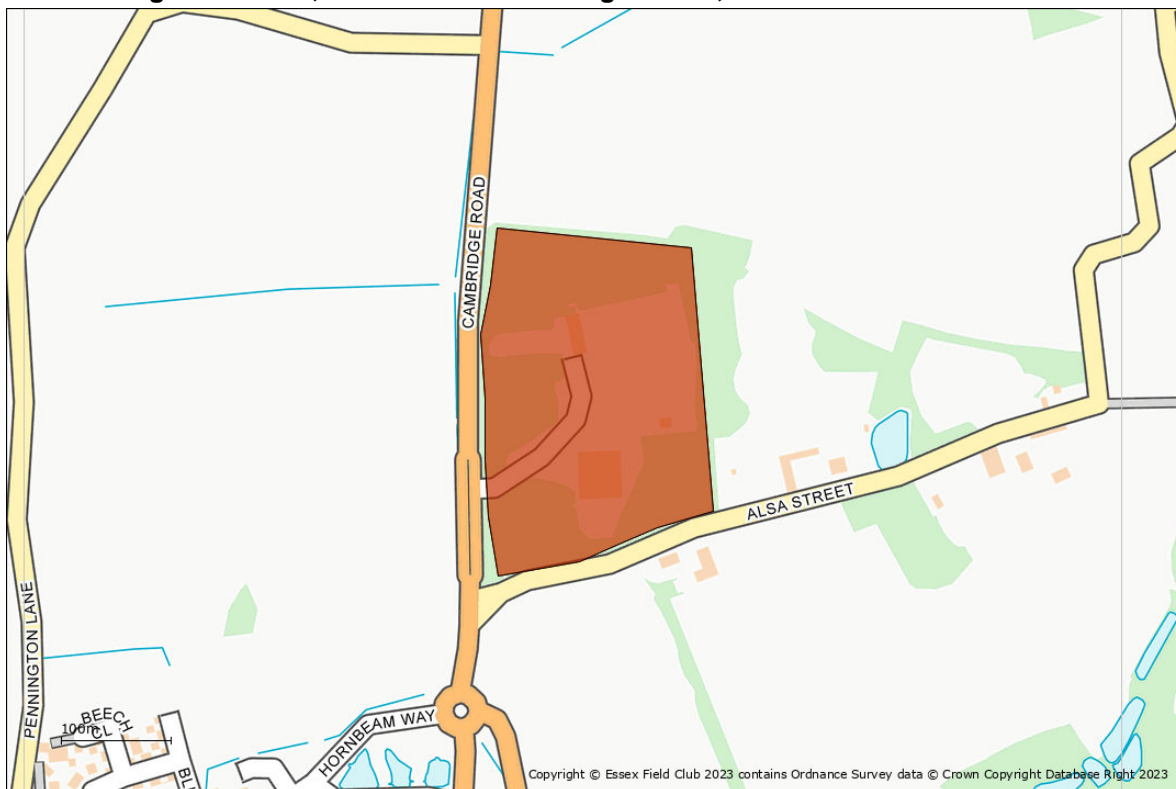 CAMBRIDGE ROAD
ALSA STREET
PENNINGTON LANE
BEECH
CL
100m
HORNBEAM WAY
Copyright © Essex Field Club 2023 contains Ordnance Survey data © Crown Copyright Database Right 2023